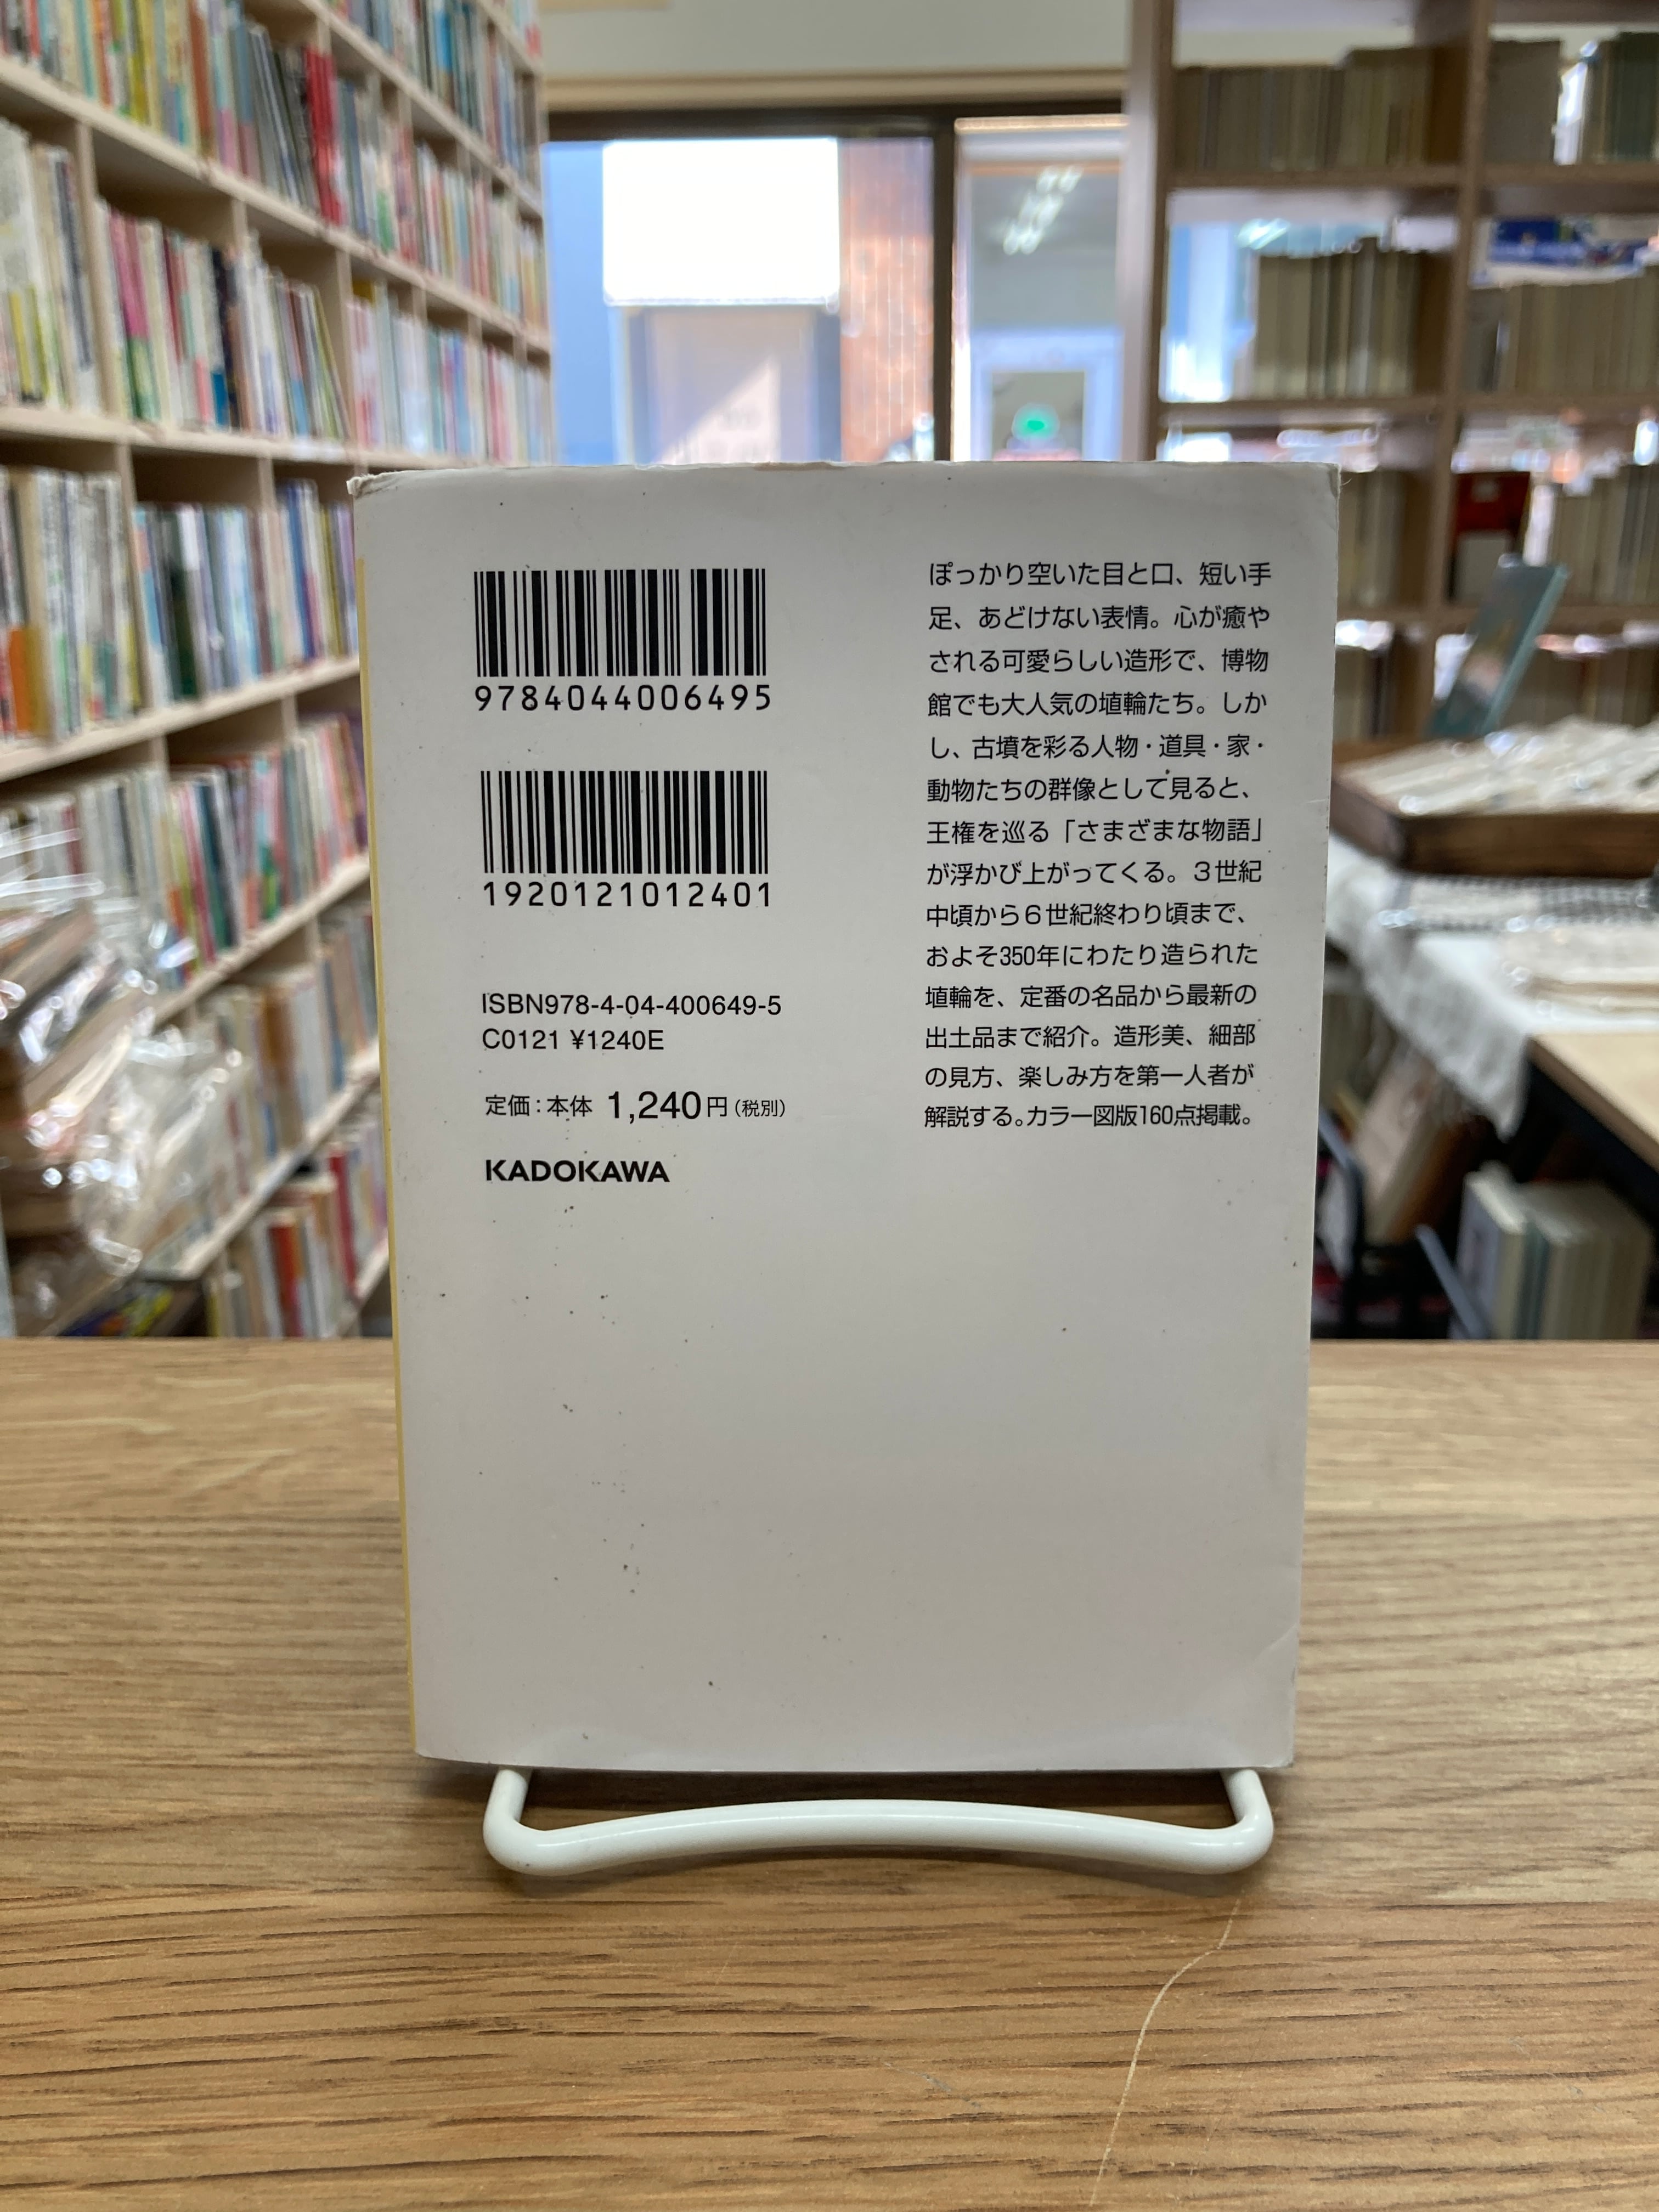 9784044006495
1920121012401
ISBN978-4-04-400649-5
C0121 ¥1240E
定価：本体 1,240円（税別）
KADOKAWA
ぽっかり空いた目と口、短い手
足、あどけない表情。心が癒や
される可愛らしい造形で、博物
館でも大人気の埴輪たち。しか
し、古墳を彩る人物・道具・家・
動物たちの群像として見ると、
王権を巡る「さまざまな物語」
が浮かび上がってくる。３世紀
中頃から６世紀終わり頃まで、
およそ350年にわたり造られた
埴輪を、定番の名品から最新の
出土品まで紹介。造形美、細部
の見方、楽しみ方を第一人者が
解説する。カラー図版160点掲載。